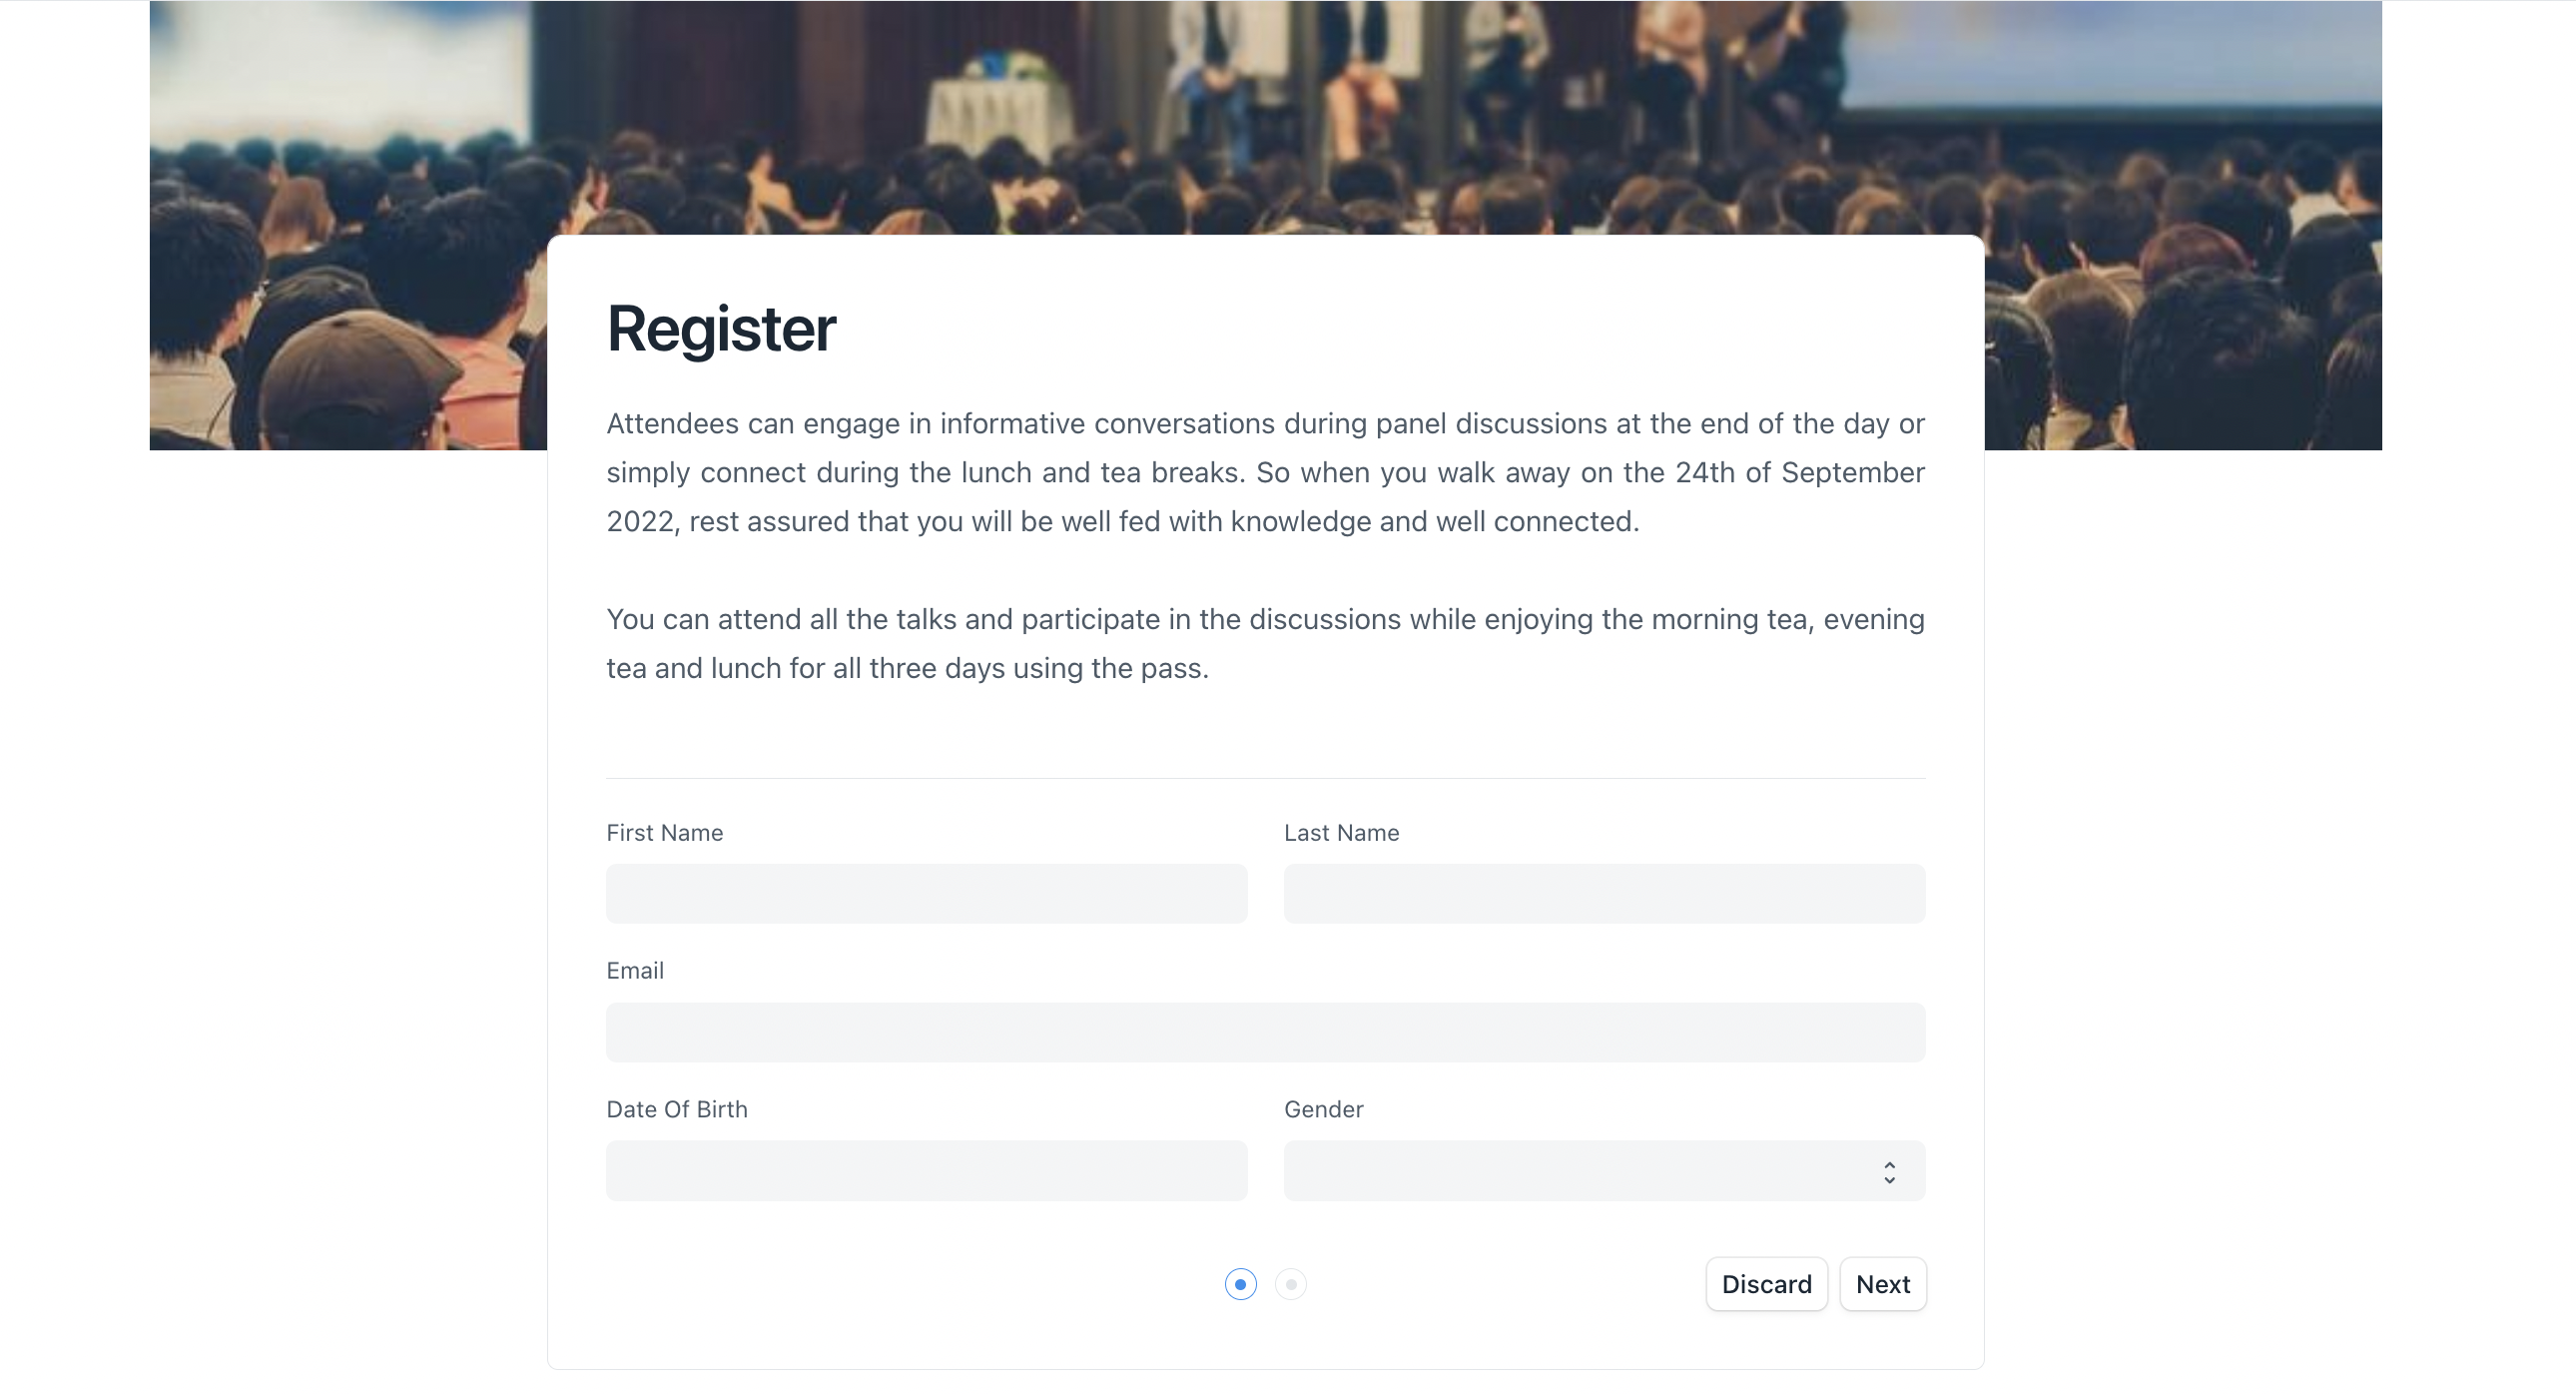 Register
Attendees can engage in informative conversations during panel discussions at the end of the day or
simply connect during the lunch and tea breaks. So when you walk away on the 24th of September
2022, rest assured that you will be well fed with knowledge and well connected.
You can attend all the talks and participate in the discussions while enjoying the morning tea, evening
tea and lunch for all three days using the pass.
First Name
Last Name
Email
Date Of Birth
Gender
Discard
Next